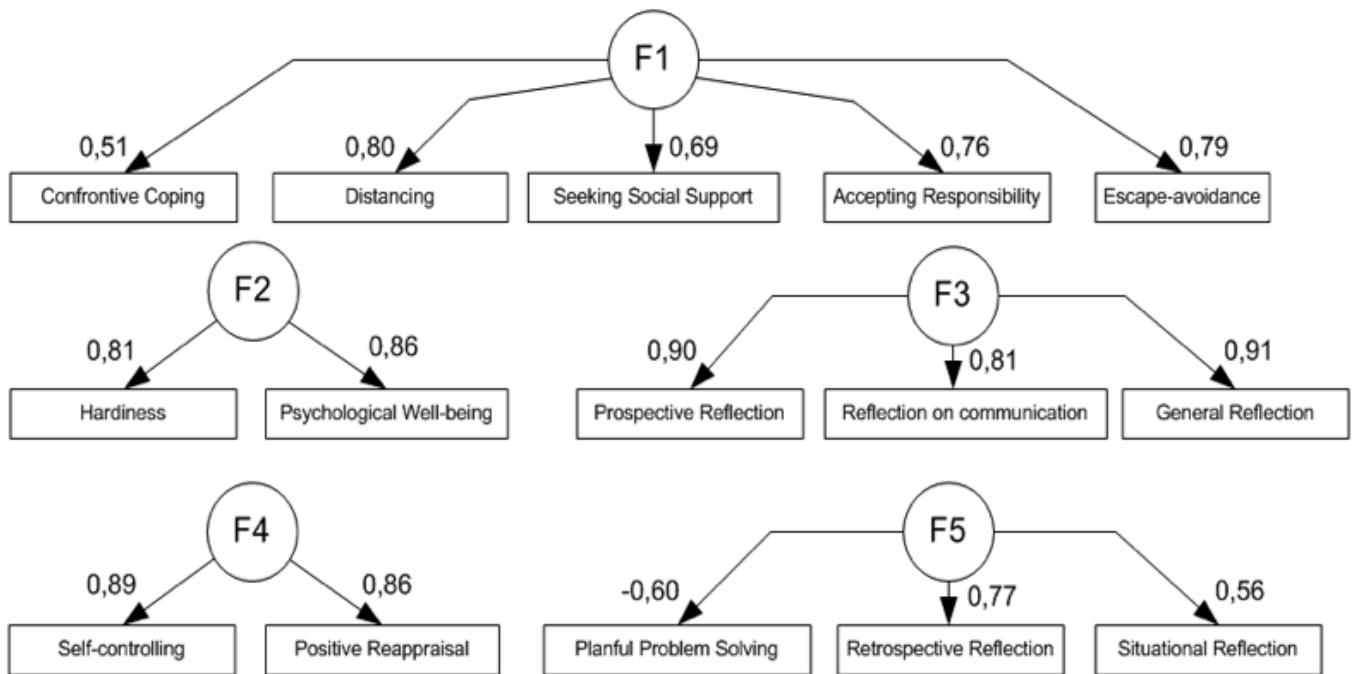 F1
0,51
0,80
0,69
0,76
0,79
Confrontive Coping
Distancing
Seeking Social Support
Accepting Responsibility
Escape-avoidance
F2
0,81
0,86
Hardiness
Psychological Well-being
F3
0,90
0,81
0,91
Prospective Reflection
Reflection on communication
General Reflection
F4
0,89
0,86
Self-controlling
Positive Reappraisal
F5
-0,60
0,77
0,56
Planful Problem Solving
Retrospective Reflection
Situational Reflection